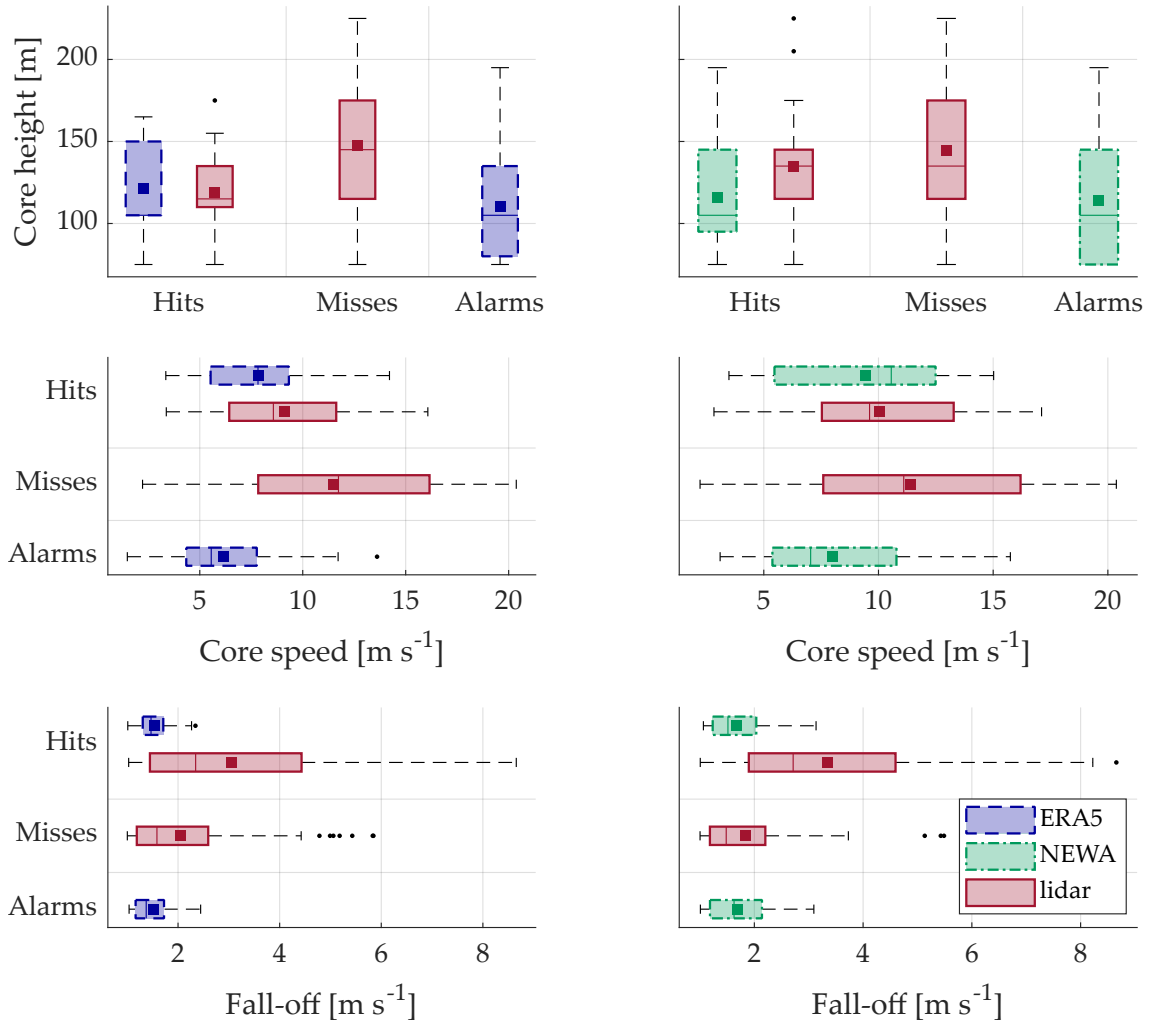 Core height [m]
200
150
100
Hits Misses Alarms
Hits Misses Alarms
Hits
Misses
Alarms
5 10 15 20
Core speed [m s⁻¹]
5 10 15 20
Core speed [m s⁻¹]
Hits
Misses
Alarms
2 4 6 8
Fall-off [m s⁻¹]
ERA5
NEWA
lidar
2 4 6 8
Fall-off [m s⁻¹]